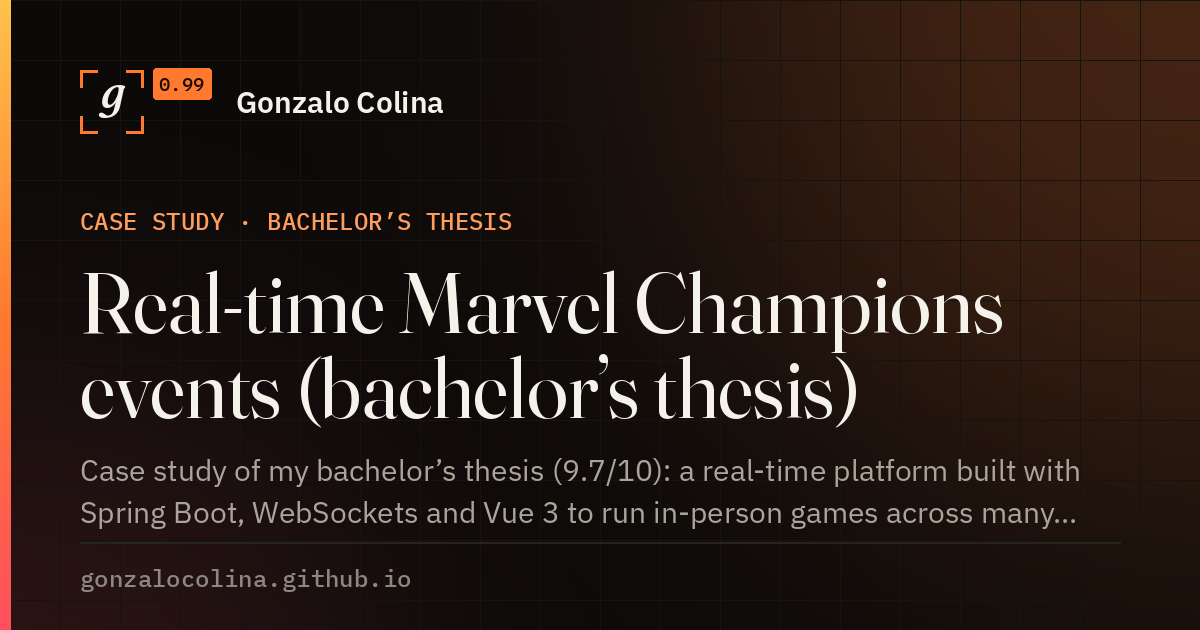 g
0.99
Gonzalo Colina
CASE STUDY · BACHELOR’S THESIS
Real-time Marvel Champions
events (bachelor’s thesis)
Case study of my bachelor’s thesis (9.7/10): a real-time platform built with
Spring Boot, WebSockets and Vue 3 to run in-person games across many…
gonzalocolina.github.io